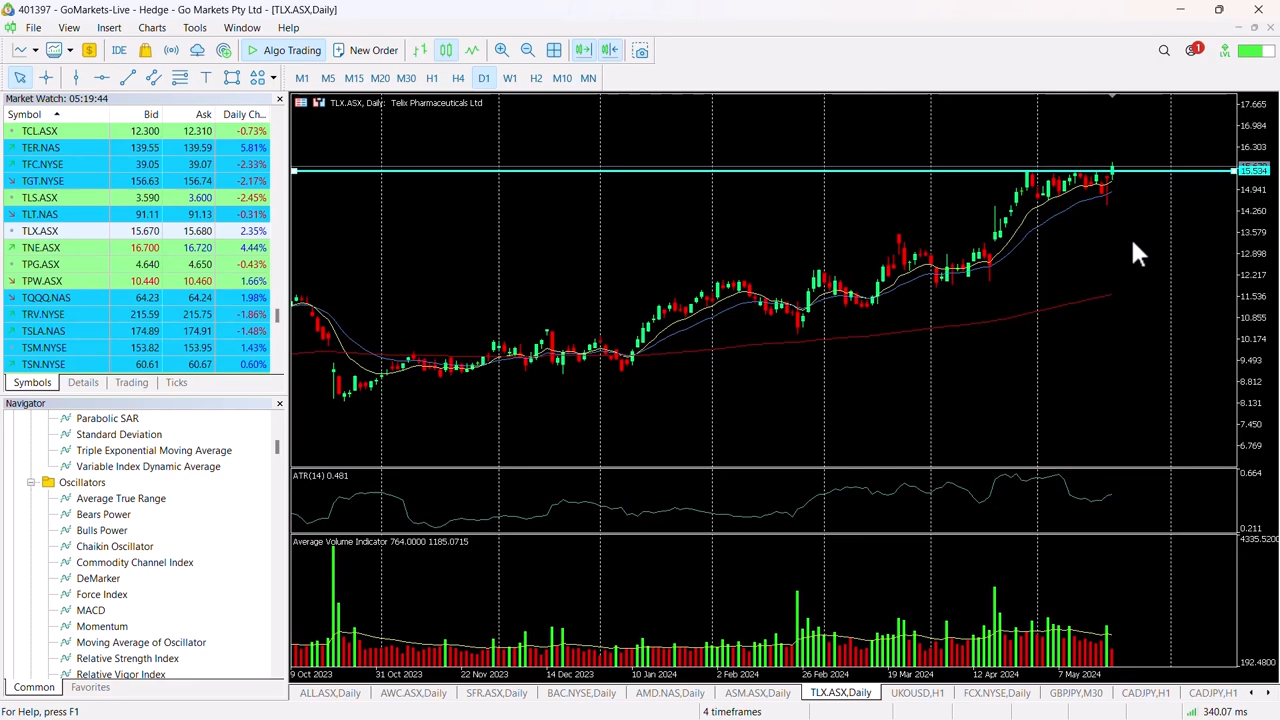 401397 - GoMarkets-Live - Hedge - Go Markets Pty Ltd - [TLX.ASX,Daily]
File View Insert Charts Tools Window Help
IDE Algo Trading New Order 1 LVL
M1 M5 M15 M20 M30 H1 H4 D1 W1 H2 M10 MN
Market Watch: 05:19:44
Symbol Bid Ask Daily Ch...
TCL.ASX 12.300 12.310 -0.73%
TER.NAS 139.55 139.59 5.81%
TFC.NYSE 39.05 39.07 -2.33%
TGT.NYSE 156.63 156.74 -2.17%
TLS.ASX 3.590 3.600 -2.45%
TLT.NAS 91.11 91.13 -0.31%
TLX.ASX 15.670 15.680 2.35%
TNE.ASX 16.700 16.720 4.44%
TPG.ASX 4.640 4.650 -0.43%
TPW.ASX 10.440 10.460 1.66%
TQQQ.NAS 64.23 64.24 1.98%
TRV.NYSE 215.59 215.75 -1.86%
TSLA.NAS 174.89 174.91 -1.48%
TSM.NYSE 153.82 153.95 1.43%
TSN.NYSE 60.61 60.67 0.60%
Symbols Details Trading Ticks
Navigator
Parabolic SAR
Standard Deviation
Triple Exponential Moving Average
Variable Index Dynamic Average
Oscillators
Average True Range
Bears Power
Bulls Power
Chaikin Oscillator
Commodity Channel Index
DeMarker
Force Index
MACD
Momentum
Moving Average of Oscillator
Relative Strength Index
Relative Vigor Index
Common Favorites
TLX.ASX, Daily: Telix Pharmaceuticals Ltd
17.665
16.984
16.303
15.534
14.941
14.260
13.579
12.898
12.217
11.536
10.855
10.174
9.493
8.812
8.131
7.450
6.769
ATR(14) 0.481
0.664
0.211
Average Volume Indicator 764.0000 1185.0715
4335.5200
192.4800
9 Oct 2023 31 Oct 2023 22 Nov 2023 14 Dec 2023 10 Jan 2024 2 Feb 2024 26 Feb 2024 19 Mar 2024 12 Apr 2024 7 May 2024
ALL.ASX,Daily AWC.ASX,Daily SFR.ASX,Daily BAC.NYSE,Daily AMD.NAS,Daily ASM.ASX,Daily TLX.ASX,Daily UKOUSD,H1 FCX.NYSE,Daily GBPJPY,M30 CADJPY,H1 CADJPY,H1
For Help, press F1 4 timeframes 340.07 ms